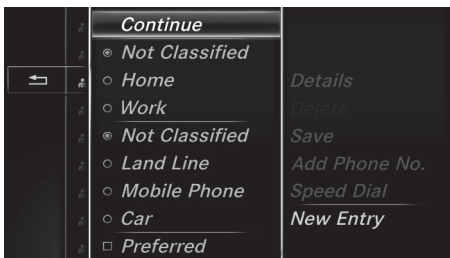 Continue
Not Classified
Home
Work
Not Classified
Land Line
Mobile Phone
Car
Preferred
Details
Delete
Save
Add Phone No.
Speed Dial
New Entry